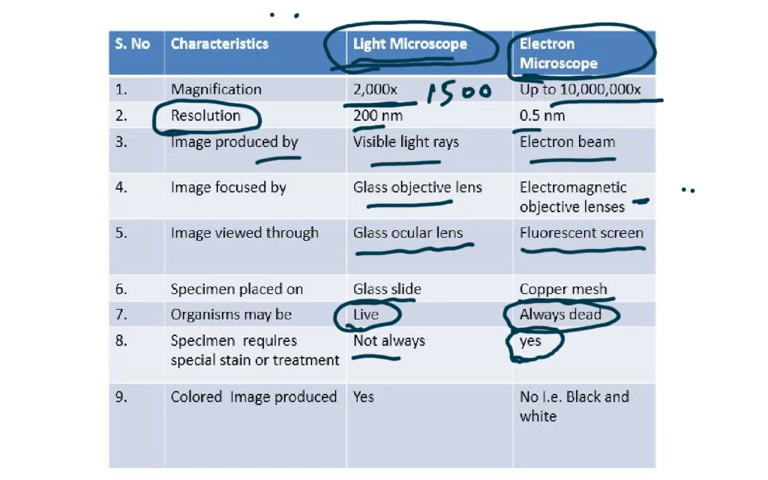 S. No Characteristics Light Microscope Electron
Microscope
1. Magnification 2,000x 1500 Up to 10,000,000x
2. Resolution 200 nm 0.5 nm
3. Image produced by Visible light rays Electron beam
4. Image focused by Glass objective lens Electromagnetic
objective lenses
5. Image viewed through Glass ocular lens Fluorescent screen
6. Specimen placed on Glass slide Copper mesh
7. Organisms may be Live Always dead
8. Specimen requires Not always yes
special stain or treatment
9. Colored Image produced Yes No I.e. Black and
white